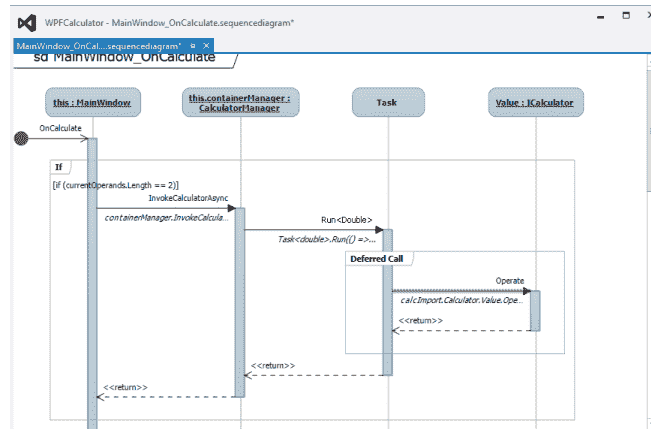 WPFCalculator - MainWindow_OnCalculate.sequencediagram*
MainWindow_OnCal...sequencediagram*
sd MainWindow_OnCalculate
this : MainWindow
this.containerManager :
CalculatorManager
Task
Value : ICalculator
OnCalculate
If
[if (currentOperands.Length == 2)]
InvokeCalculatorAsync
containerManager.InvokeCalcula...
Run<Double>
Task<double>.Run(() =>...
Deferred Call
Operate
calcImport.Calculator.Value.Ope...
<<return>>
<<return>>
<<return>>